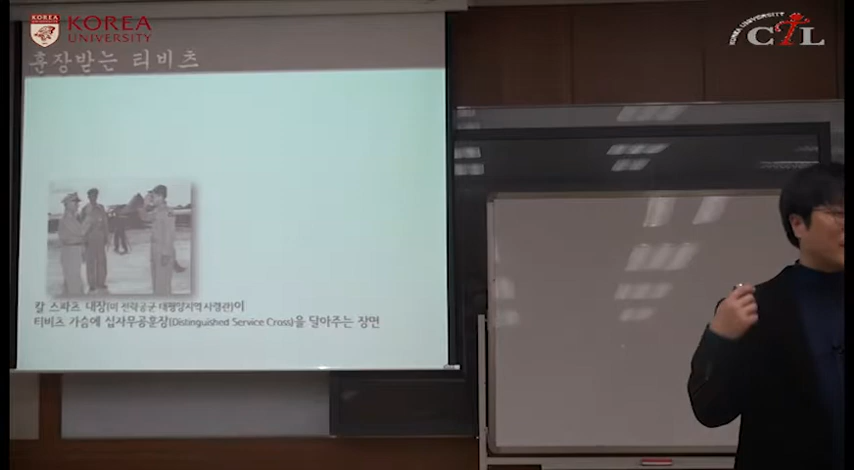 KOREA
UNIVERSITY
KOREA UNIVERSITY
CTL
훈장받는 티비츠
칼 스파츠 대장(미 전략공군 태평양지역 사령관)이
티비츠 가슴에 십자무공훈장(Distinguished Service Cross)을 달아주는 장면